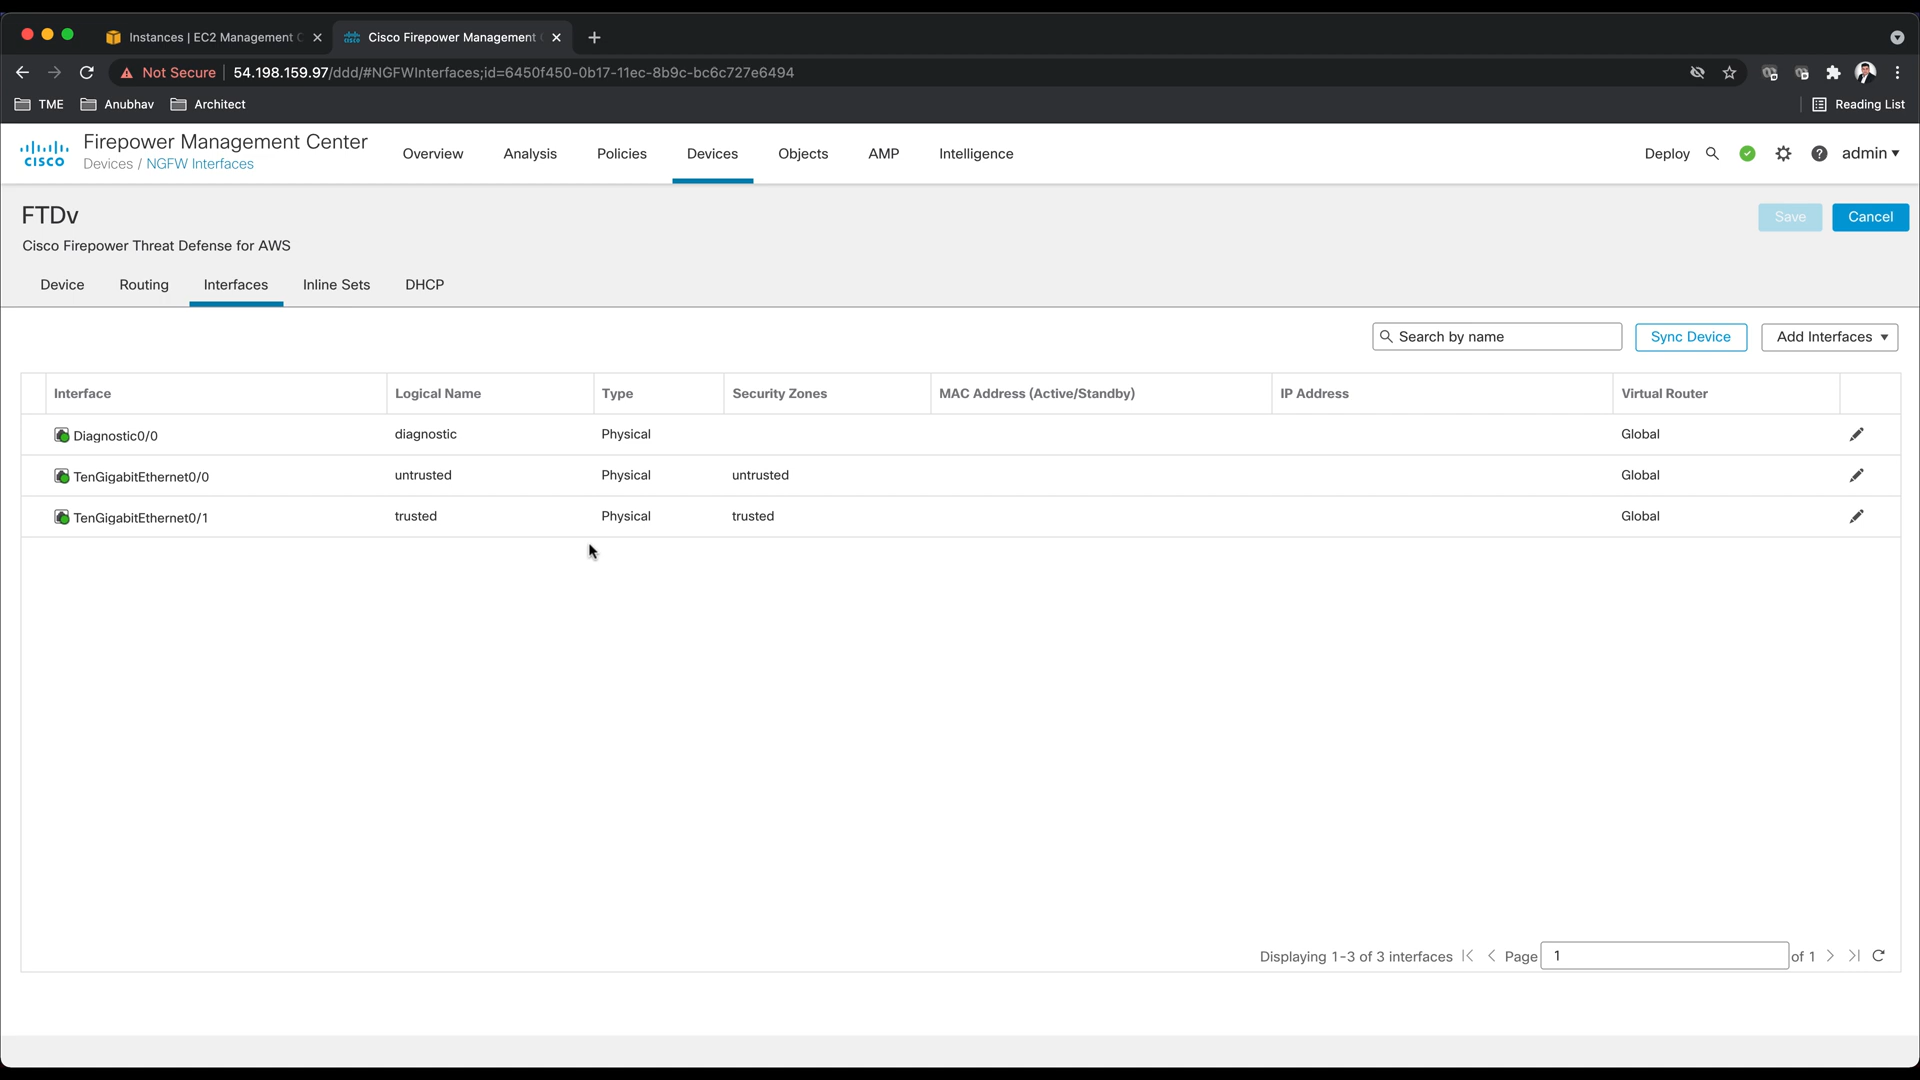 Instances | EC2 Management C
Cisco Firepower Management
Not Secure 54.198.159.97/ddd/#NGFWInterfaces;id=6450f450-0b17-11ec-8b9c-bc6c727e6494
TME Anubhav Architect Reading List
CISCO
Firepower Management Center
Devices / NGFW Interfaces
Overview Analysis Policies Devices Objects AMP Intelligence Deploy admin
FTDv
Save Cancel
Cisco Firepower Threat Defense for AWS
Device Routing Interfaces Inline Sets DHCP
Search by name Sync Device Add Interfaces
Interface Logical Name Type Security Zones MAC Address (Active/Standby) IP Address Virtual Router
Diagnostic0/0 diagnostic Physical Global
TenGigabitEthernet0/0 untrusted Physical untrusted Global
TenGigabitEthernet0/1 trusted Physical trusted Global
Displaying 1-3 of 3 interfaces Page 1 of 1